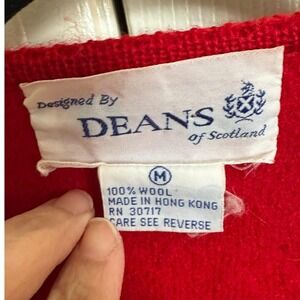 Designed By
DEANS
of Scotland
M
100% WOOL
MADE IN HONG KONG
RN 30717
CARE SEE REVERSE